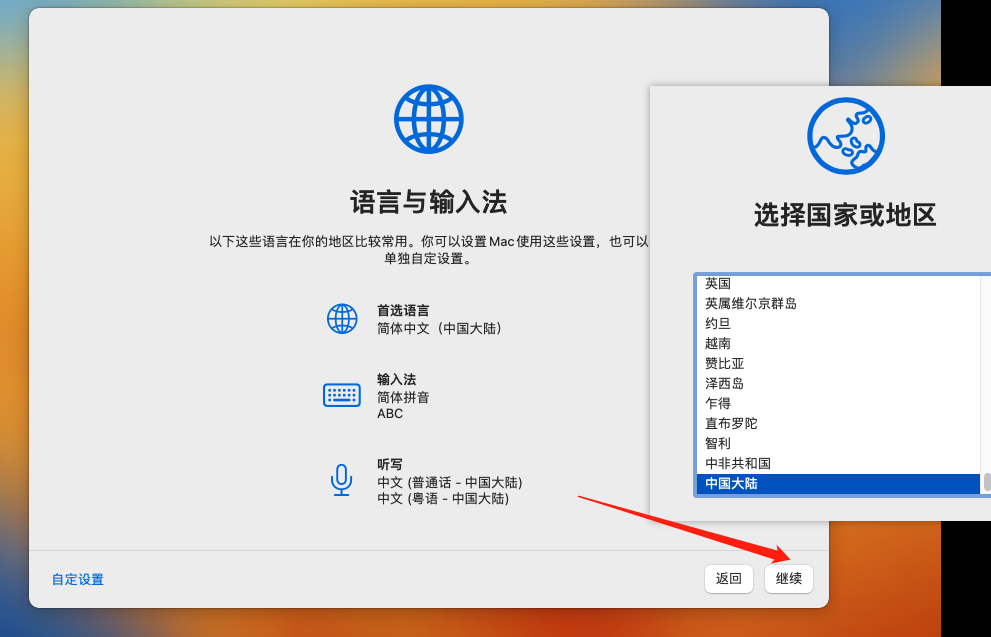 语言与输入法
以下这些语言在你的地区比较常用。你可以设置 Mac 使用这些设置，也可以
单独自定设置。
首选语言
简体中文（中国大陆）
输入法
简体拼音
ABC
听写
中文 (普通话 - 中国大陆)
中文 (粤语 - 中国大陆)
自定设置
返回
继续
选择国家或地区
英国
英属维尔京群岛
约旦
越南
赞比亚
泽西岛
乍得
直布罗陀
智利
中非共和国
中国大陆